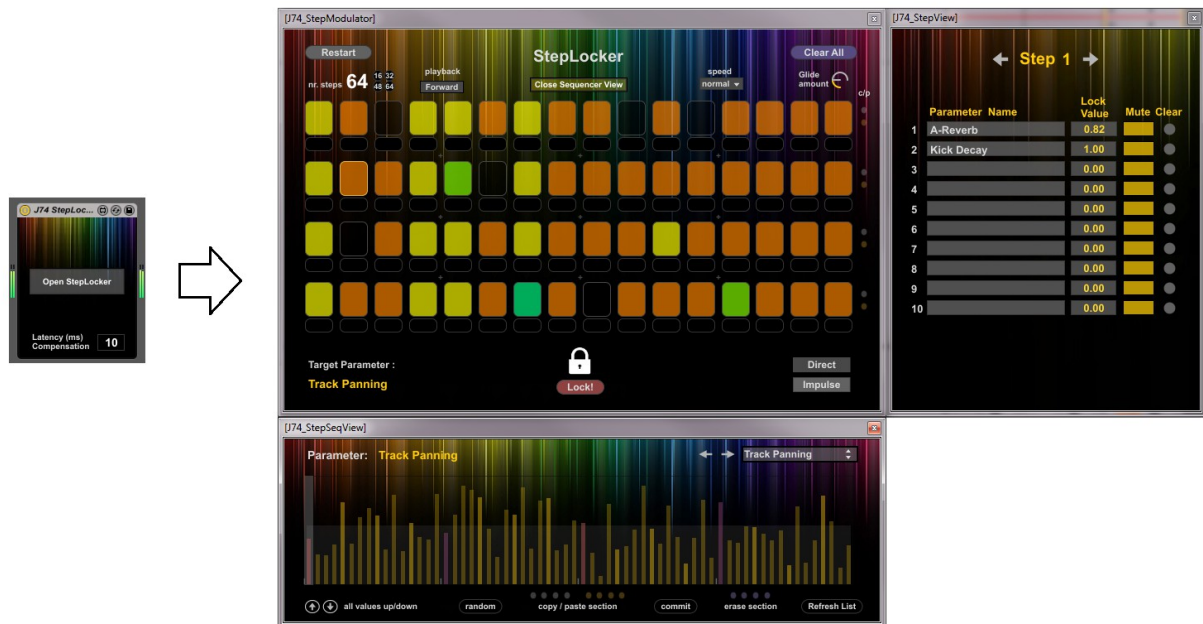 J74 StepLoc...
Open StepLocker
Latency (ms)
Compensation 10
[J74_StepModulator]
Restart
StepLocker
Clear All
nr. steps 64 16 32
48 64
playback
Forward
Close Sequencer View
speed
normal
Glide
amount
c/p
Target Parameter :
Track Panning
Lock!
Direct
Impulse
[J74_StepView]
Step 1
Parameter Name Lock
Value Mute Clear
1 A-Reverb 0.82
2 Kick Decay 1.00
3 0.00
4 0.00
5 0.00
6 0.00
7 0.00
8 0.00
9 0.00
10 0.00
[J74_StepSeqView]
Parameter: Track Panning
Track Panning
all values up/down
random
copy / paste section
commit
erase section
Refresh List